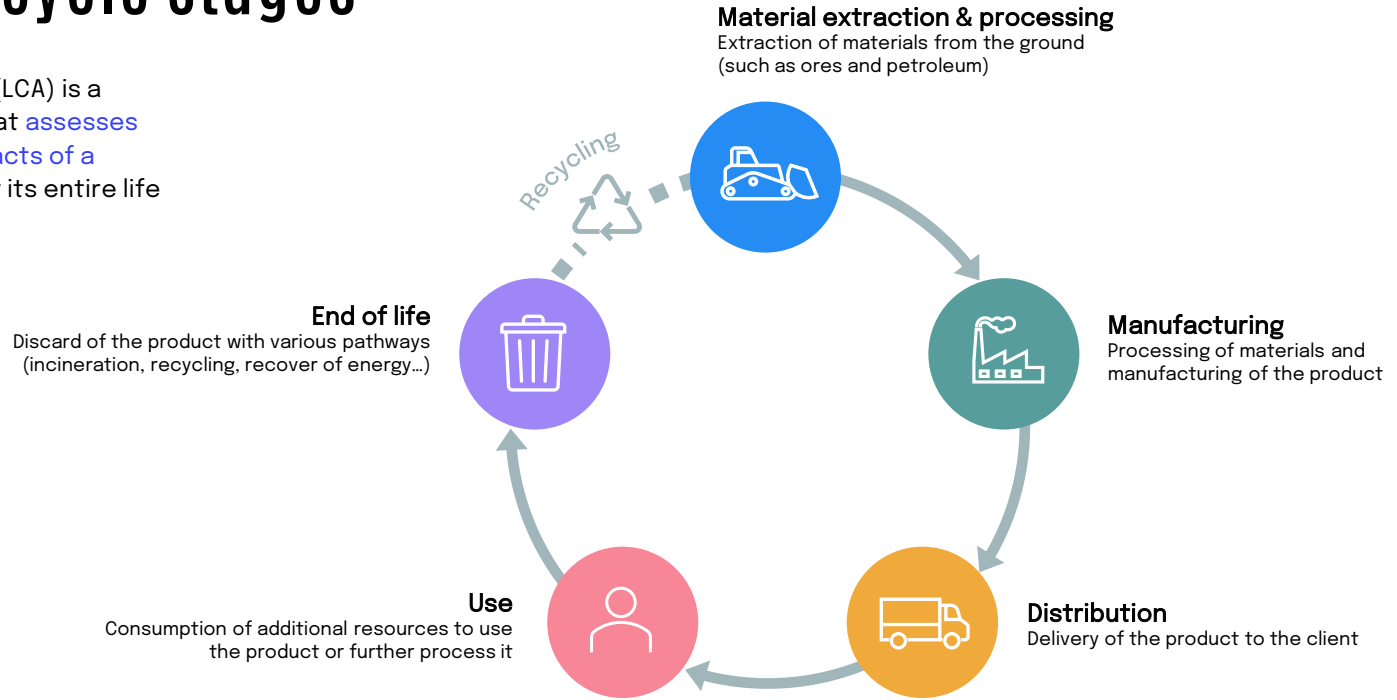 (LCA) is a
assesses
of a
its entire life
Material extraction & processing
Extraction of materials from the ground
(such as ores and petroleum)
Recycling
End of life
Discard of the product with various pathways
(incineration, recycling, recover of energy…)
Manufacturing
Processing of materials and
manufacturing of the product
Use
Consumption of additional resources to use
the product or further process it
Distribution
Delivery of the product to the client